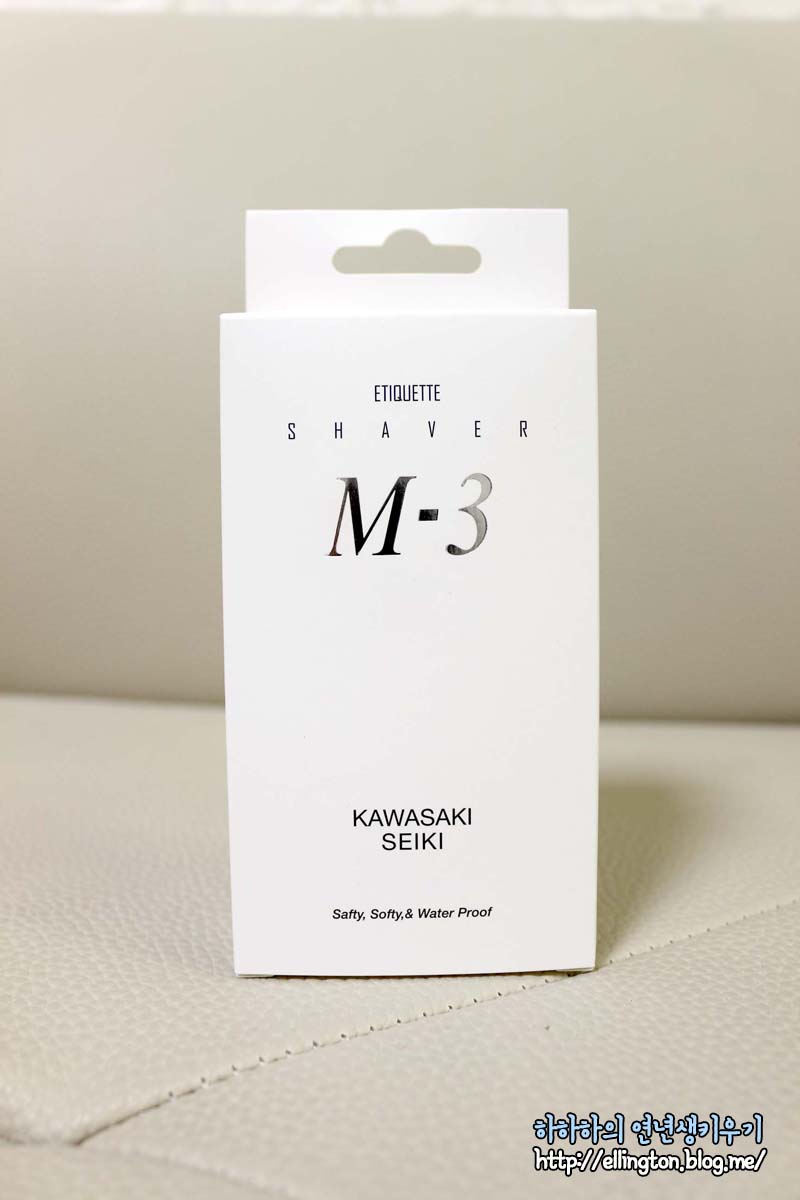 ETIQUETTE
SHAVER
M-3
KAWASAKI
SEIKI
Safty, Softy,& Water Proof
하하하의 연년생키우기
http://ellington.blog.me/